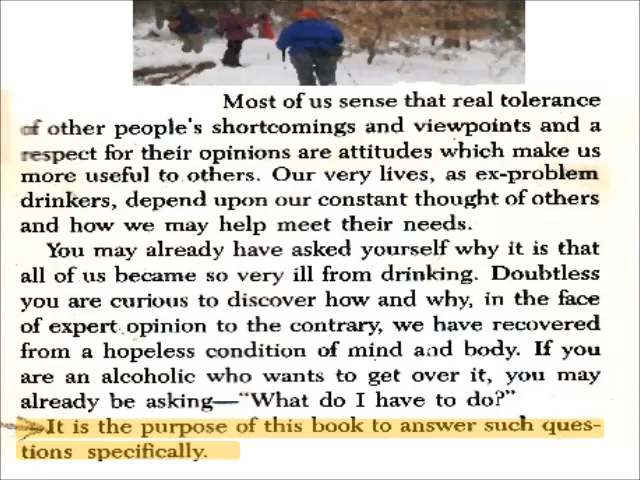 Most of us sense that real tolerance
of other people's shortcomings and viewpoints and a
respect for their opinions are attitudes which make us
more useful to others. Our very lives, as ex-problem
drinkers, depend upon our constant thought of others
and how we may help meet their needs.
You may already have asked yourself why it is that
all of us became so very ill from drinking. Doubtless
you are curious to discover how and why, in the face
of expert opinion to the contrary, we have recovered
from a hopeless condition of mind and body. If you
are an alcoholic who wants to get over it, you may
already be asking—“What do I have to do?”
It is the purpose of this book to answer such ques-
tions specifically.